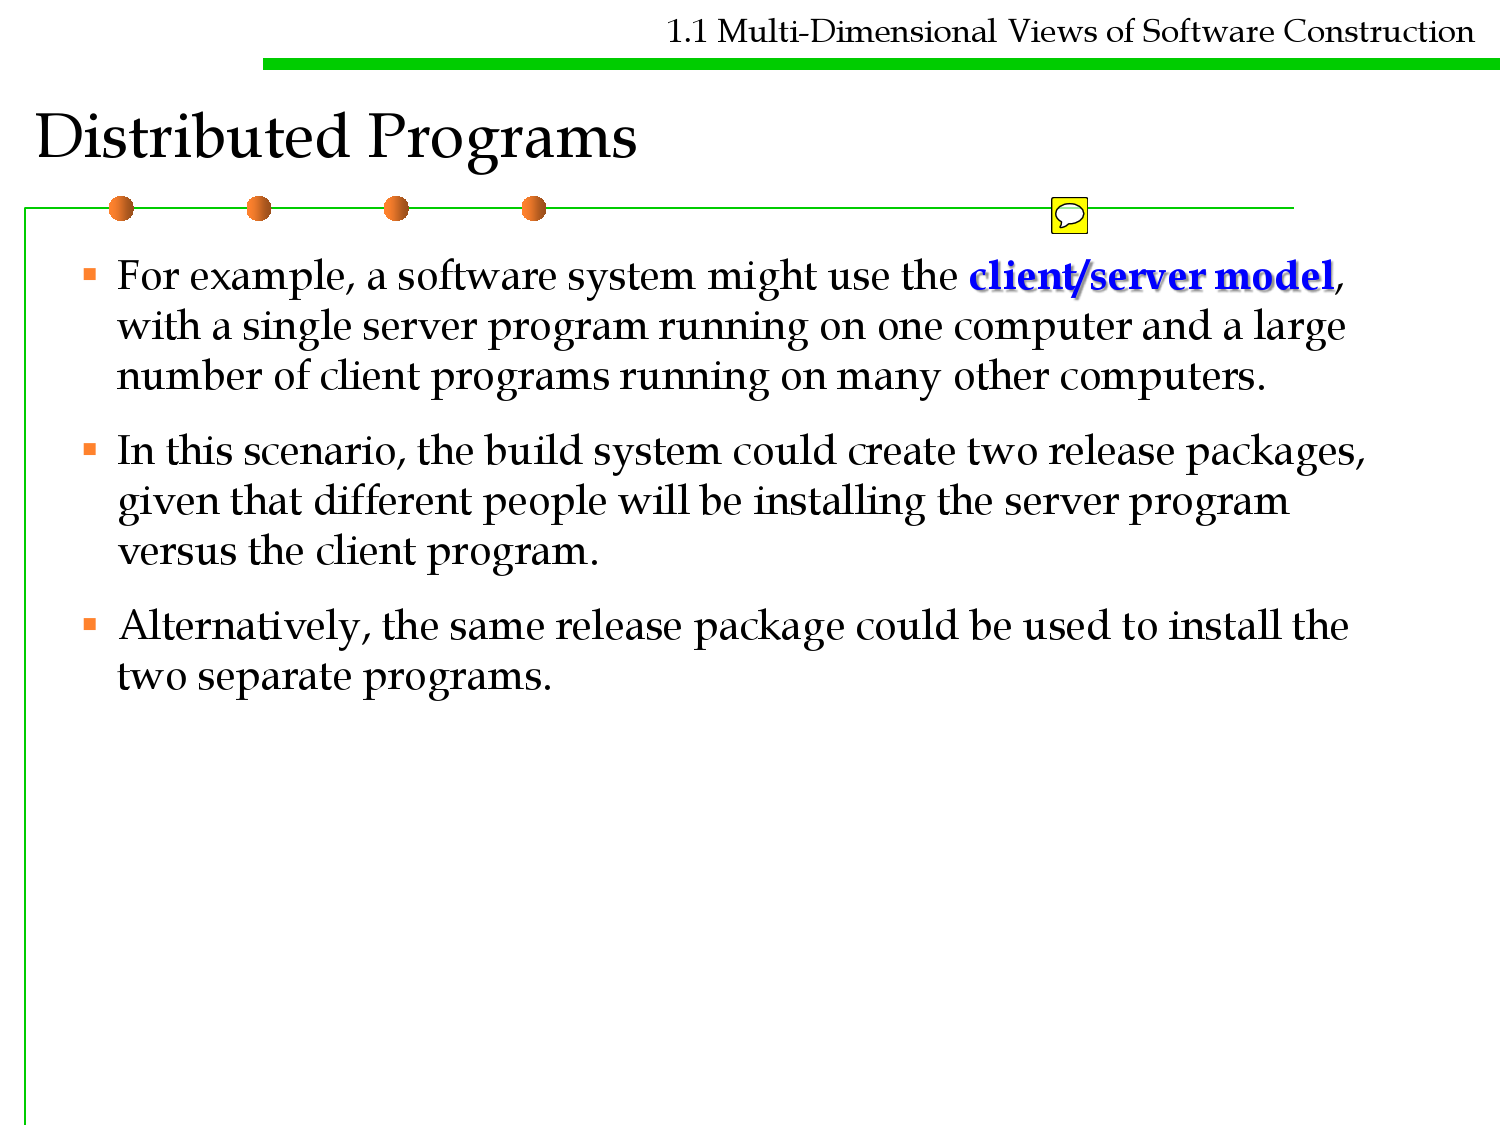 1.1 Multi-Dimensional Views of Software Construction
Distributed Programs
For example, a software system might use the client/server model,
with a single server program running on one computer and a large
number of client programs running on many other computers.
In this scenario, the build system could create two release packages,
given that different people will be installing the server program
versus the client program.
Alternatively, the same release package could be used to install the
two separate programs.